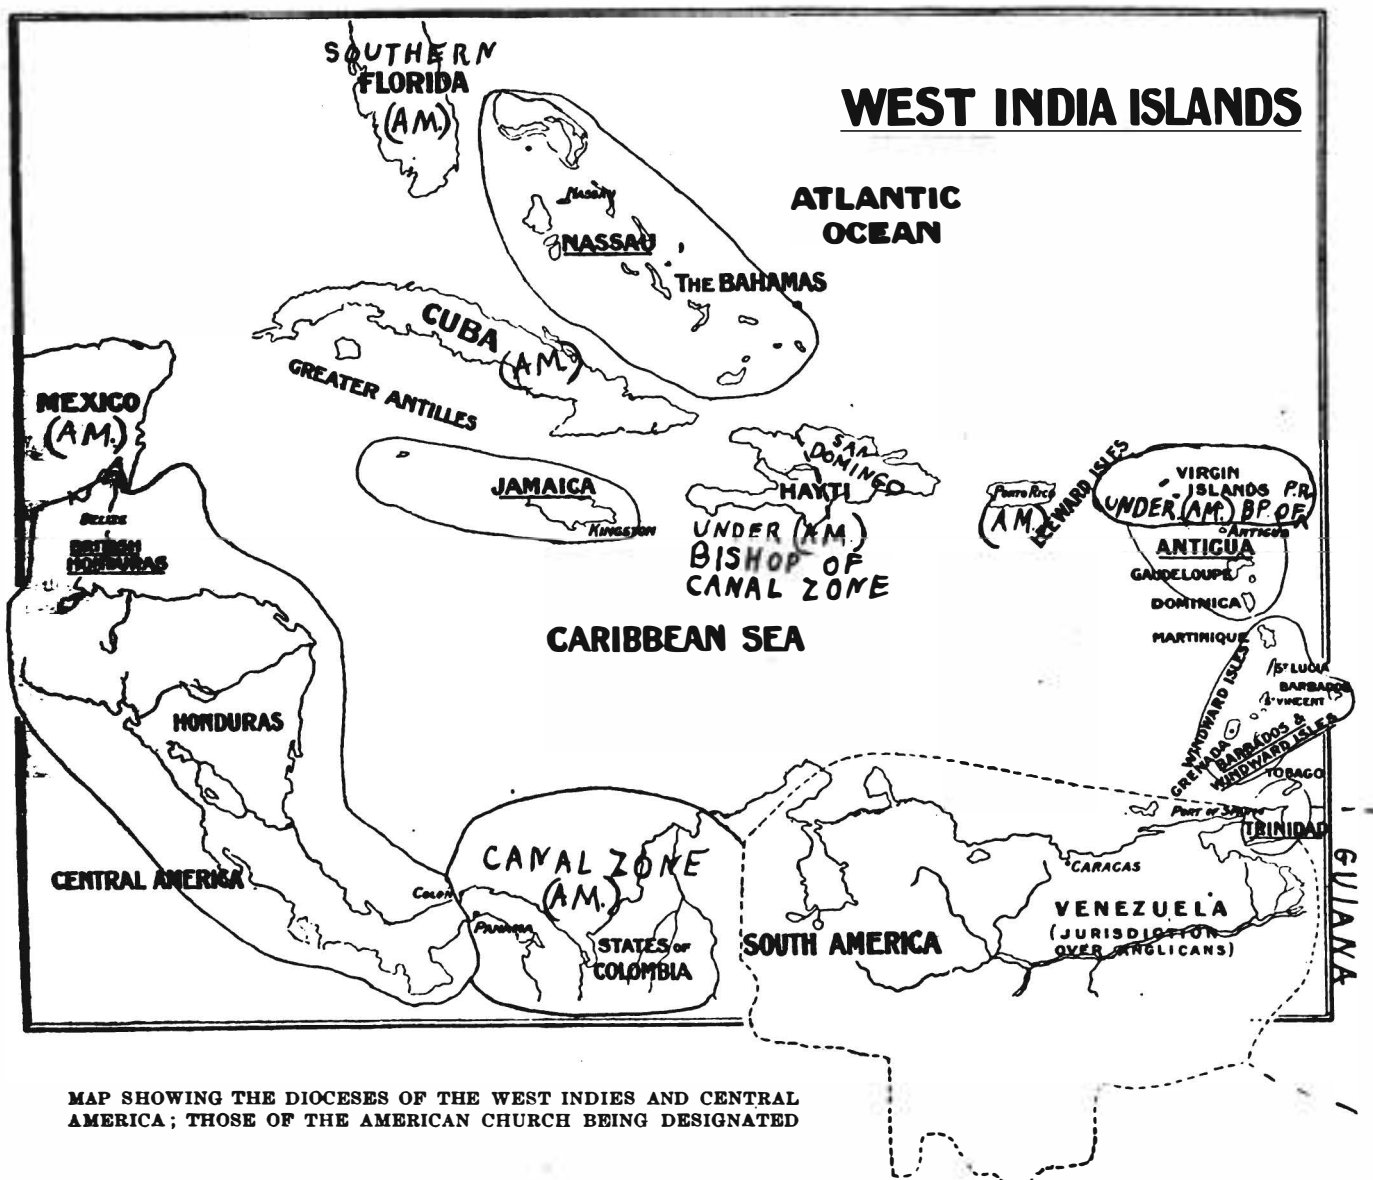 SOUTHERN
FLORIDA
(AM.)
WEST INDIA ISLANDS
ATLANTIC
OCEAN
NASSAU
NASSAU
THE BAHAMAS
CUBA
(AM.)
GREATER ANTILLES
MEXICO
(AM.)
JAMAICA
KINGSTON
SAN
DOMINGO
HAYTI
UNDER (AM.)
BISHOP OF
CANAL ZONE
PORTO RICO
(AM.)
LEEWARD ISLES
VIRGIN
ISLANDS P.R.
UNDER (AM.) BP. OF
ANTIGUA
ANTIGUA
GAUDELOUPE
DOMINICA
MARTINIQUE
WINDWARD ISLES
ST LUCIA
BARBADOS
ST VINCENT
GRENADA
BARBADOS &
WINDWARD ISLES
TOBAGO
PORT OF SPAIN
TRINIDAD
BELIZE
BRITISH
HONDURAS
CARIBBEAN SEA
HONDURAS
CENTRAL AMERICA
COLON
CANAL ZONE
(AM.)
PANAMA
STATES OF
COLOMBIA
SOUTH AMERICA
CARACAS
VENEZUELA
(JURISDICTION
OVER ANGLICANS)
GUIANA
MAP SHOWING THE DIOCESES OF THE WEST INDIES AND CENTRAL
AMERICA; THOSE OF THE AMERICAN CHURCH BEING DESIGNATED